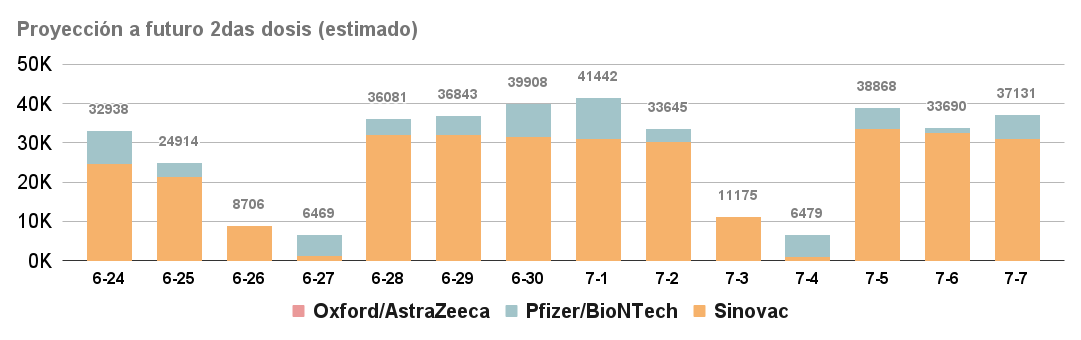 Proyección a futuro 2das dosis (estimado)
50K
40K
30K
20K
10K
0K
32938
24914
8706
6469
36081
36843
39908
41442
33645
11175
6479
38868
33690
37131
6-24 6-25 6-26 6-27 6-28 6-29 6-30 7-1 7-2 7-3 7-4 7-5 7-6 7-7
Oxford/AstraZeeca Pfizer/BioNTech Sinovac